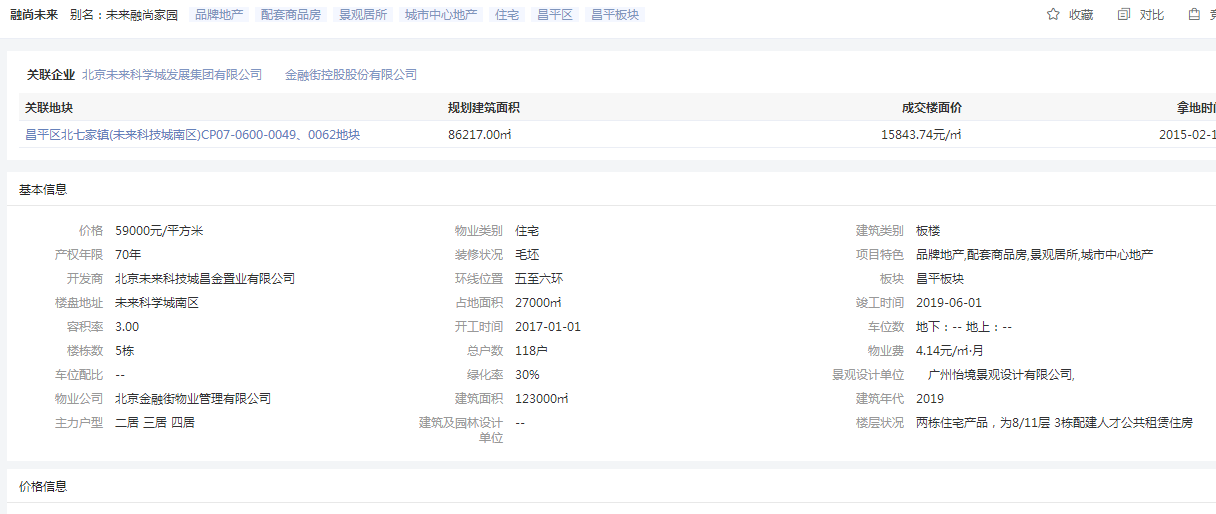 融尚未来 别名：未来融尚家园 品牌地产 配套商品房 景观居所 城市中心地产 住宅 昌平区 昌平板块 收藏 对比
关联企业 北京未来科学城发展集团有限公司 金融街控股股份有限公司
关联地块 规划建筑面积 成交楼面价 拿地时间
昌平区北七家镇(未来科技城南区)CP07-0600-0049、0062地块 86217.00㎡ 15843.74元/㎡ 2015-02-1
基本信息
价格 59000元/平方米 物业类别 住宅 建筑类别 板楼
产权年限 70年 装修状况 毛坯 项目特色 品牌地产,配套商品房,景观居所,城市中心地产
开发商 北京未来科技城昌金置业有限公司 环线位置 五至六环 板块 昌平板块
楼盘地址 未来科学城南区 占地面积 27000㎡ 竣工时间 2019-06-01
容积率 3.00 开工时间 2017-01-01 车位数 地下：-- 地上：--
楼栋数 5栋 总户数 118户 物业费 4.14元/㎡·月
车位配比 -- 绿化率 30% 景观设计单位 广州怡境景观设计有限公司,
物业公司 北京金融街物业管理有限公司 建筑面积 123000㎡ 建筑年代 2019
主力户型 二居 三居 四居 建筑及园林设计 -- 楼层状况 两栋住宅产品，为8/11层 3栋配建人才公共租赁住房
单位
价格信息